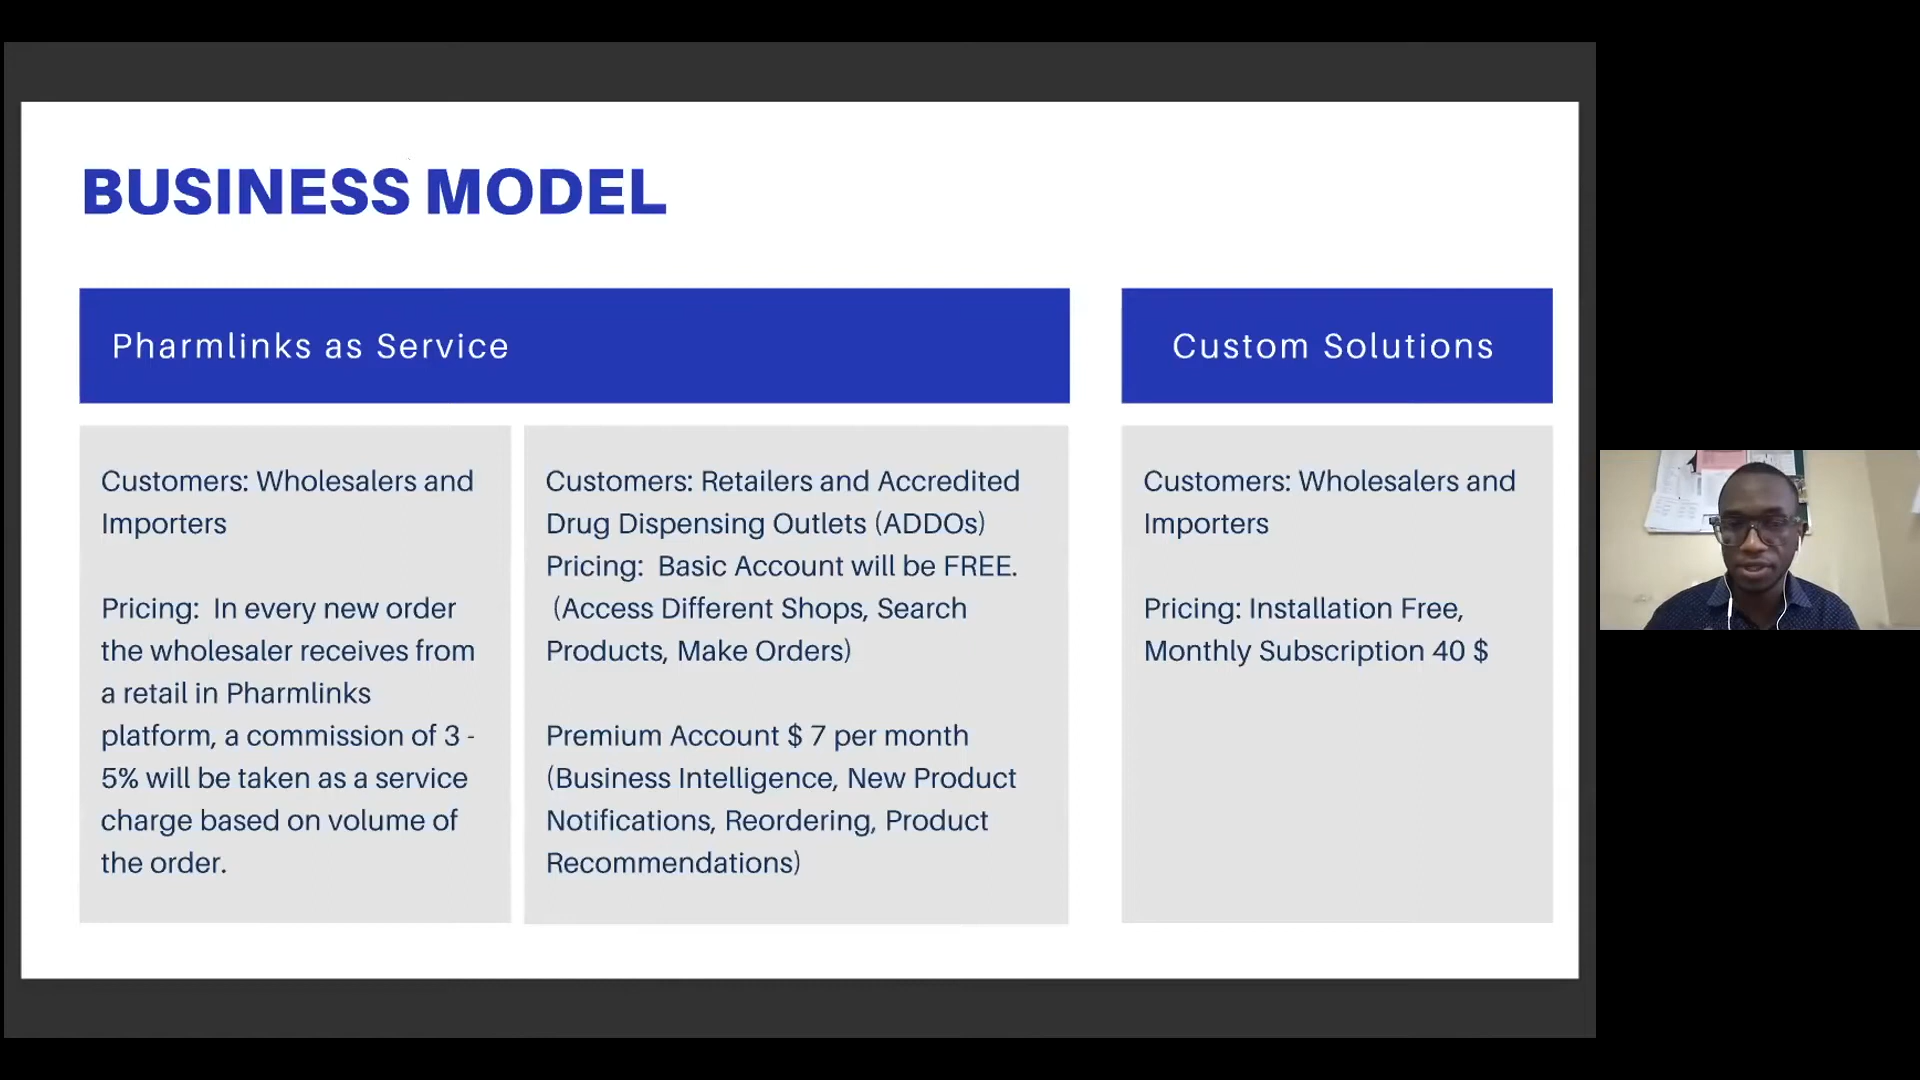 BUSINESS MODEL
Pharmlinks as Service
Custom Solutions
Customers: Wholesalers and
Importers
Pricing:  In every new order
the wholesaler receives from
a retail in Pharmlinks
platform, a commission of 3 -
5% will be taken as a service
charge based on volume of
the order.
Customers: Retailers and Accredited
Drug Dispensing Outlets (ADDOs)
Pricing:  Basic Account will be FREE.
(Access Different Shops, Search
Products, Make Orders)
Premium Account $ 7 per month
(Business Intelligence, New Product
Notifications, Reordering, Product
Recommendations)
Customers: Wholesalers and
Importers
Pricing: Installation Free,
Monthly Subscription 40 $